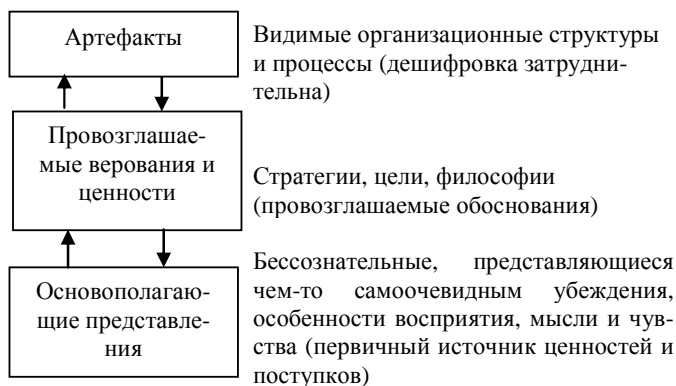 Артефакты
Видимые организационные структуры
и процессы (дешифровка затрудни-
тельна)
Провозглашае-
мые верования и
ценности
Стратегии, цели, философии
(провозглашаемые обоснования)
Основополагаю-
щие представле-
ния
Бессознательные, представляющиеся
чем-то самоочевидным убеждения,
особенности восприятия, мысли и чув-
ства (первичный источник ценностей и
поступков)